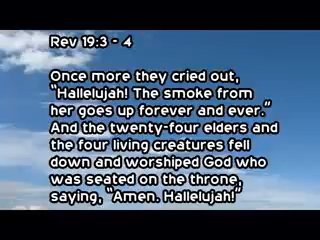 Rev 19:3 - 4
Once more they cried out,
"Hallelujah! The smoke from
her goes up forever and ever."
And the twenty-four elders and
the four living creatures fell
down and worshiped God who
was seated on the throne,
saying, "Amen. Hallelujah!"